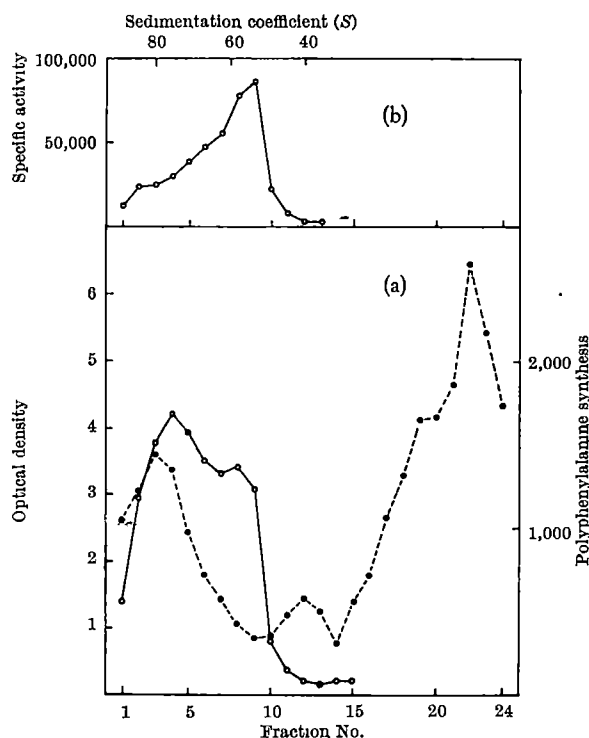 Sedimentation coefficient (S)
80 60 40
100,000
50,000
Specific activity
(b)
(a)
6
5
4
3
2
1
Optical density
2,000
1,000
Polyphenylalanine synthesis
1 5 10 15 20 24
Fraction No.